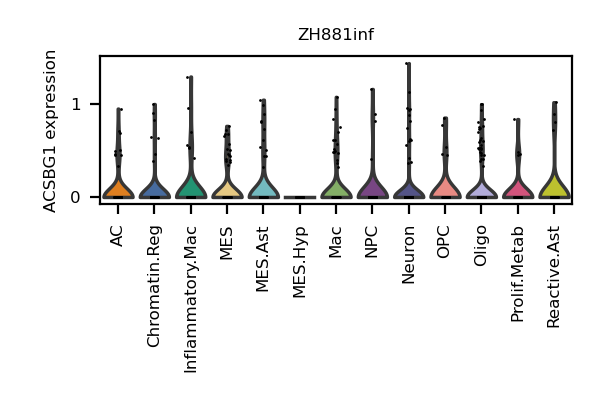 ZH881inf
ACSBG1 expression
1
0
AC
Chromatin.Reg
Inflammatory.Mac
MES
MES.Ast
MES.Hyp
Mac
NPC
Neuron
OPC
Oligo
Prolif.Metab
Reactive.Ast